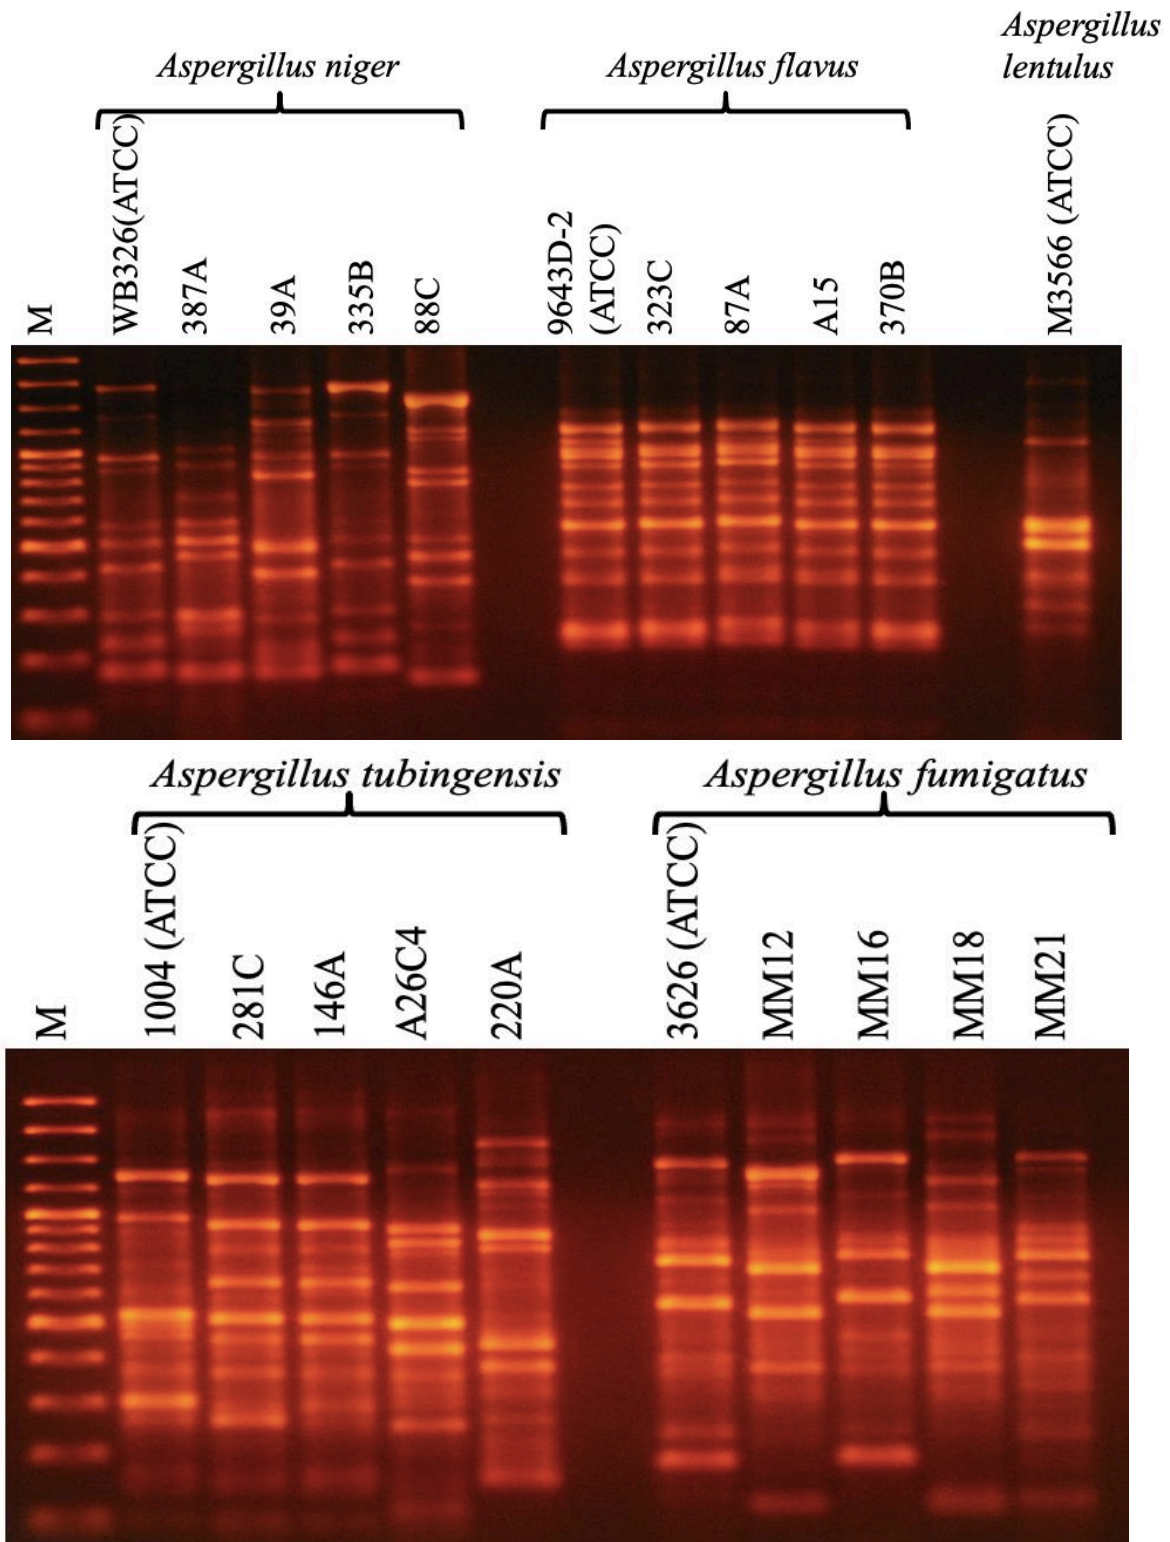 Aspergillus niger
Aspergillus flavus
Aspergillus
lentulus
M
WB326(ATCC)
387A
39A
335B
88C
9643D-2
(ATCC)
323C
87A
A15
370B
M3566 (ATCC)
Aspergillus tubingensis
Aspergillus fumigatus
M
1004 (ATCC)
281C
146A
A26C4
220A
3626 (ATCC)
MM12
MM16
MM18
MM21